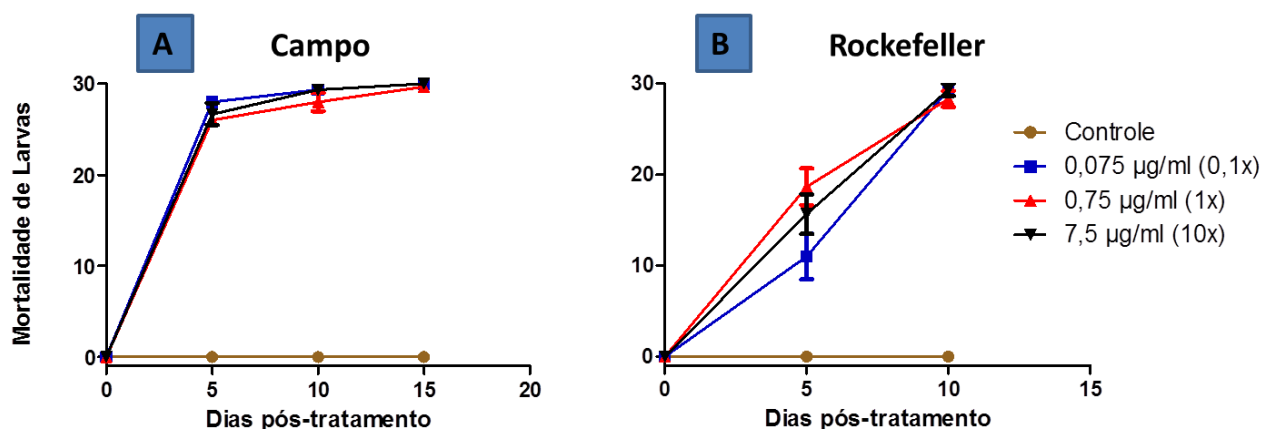 A
Campo
Mortalidade de Larvas
30
20
10
0
0
5
10
15
20
Dias pós-tratamento
B
Rockefeller
30
20
10
0
0
5
10
15
Dias pós-tratamento
Controle
0,075 µg/ml (0,1x)
0,75 µg/ml (1x)
7,5 µg/ml (10x)